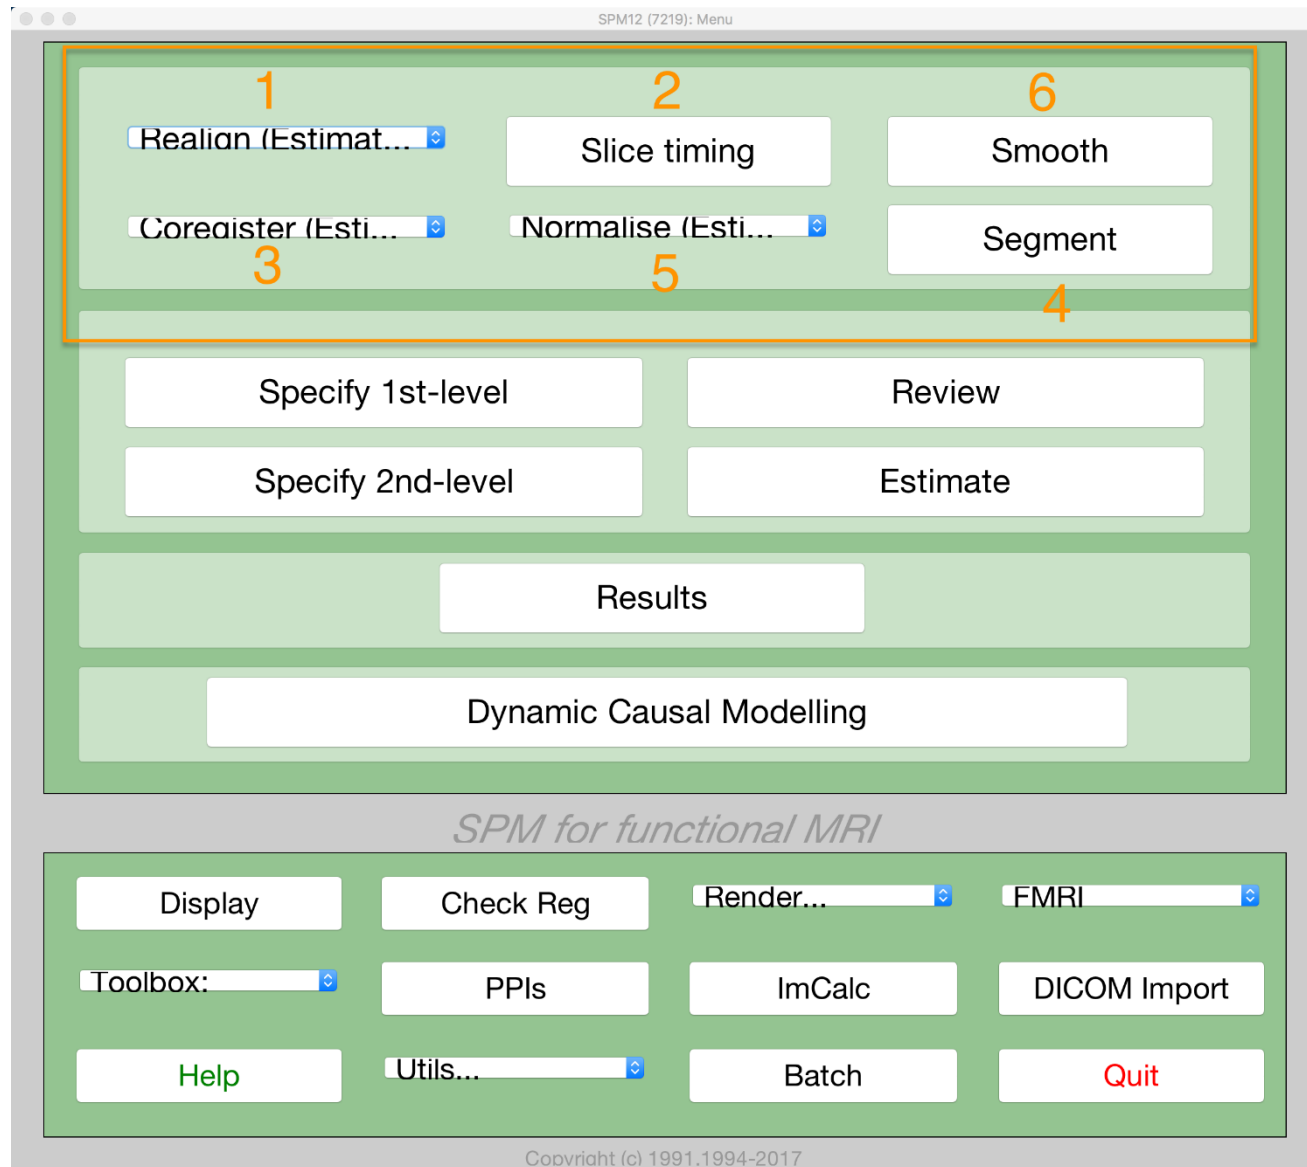 SPM12 (7219): Menu
1 2 6
Realign (Estimat... Slice timing Smooth
Coregister (Esti... Normalise (Esti... Segment
3 5 4
Specify 1st-level Review
Specify 2nd-level Estimate
Results
Dynamic Causal Modelling
SPM for functional MRI
Display Check Reg Render... FMRI
Toolbox: PPIs ImCalc DICOM Import
Help Utils... Batch Quit
Copyright (c) 1991,1994-2017